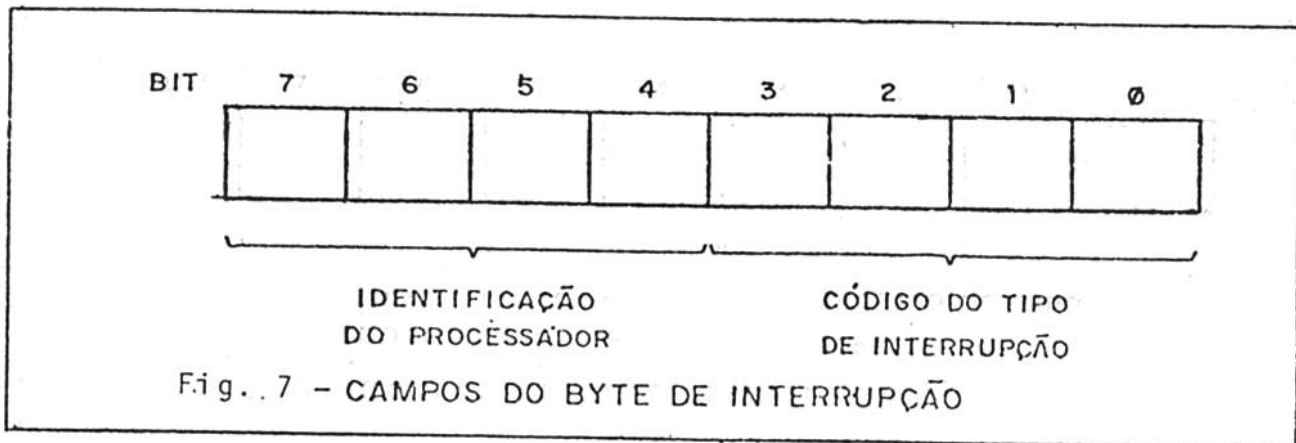 BIT 7 6 5 4 3 2 1 Ø
IDENTIFICAÇÃO
DO PROCESSADOR
CÓDIGO DO TIPO
DE INTERRUPÇÃO
Fig. 7 - CAMPOS DO BYTE DE INTERRUPÇÃO